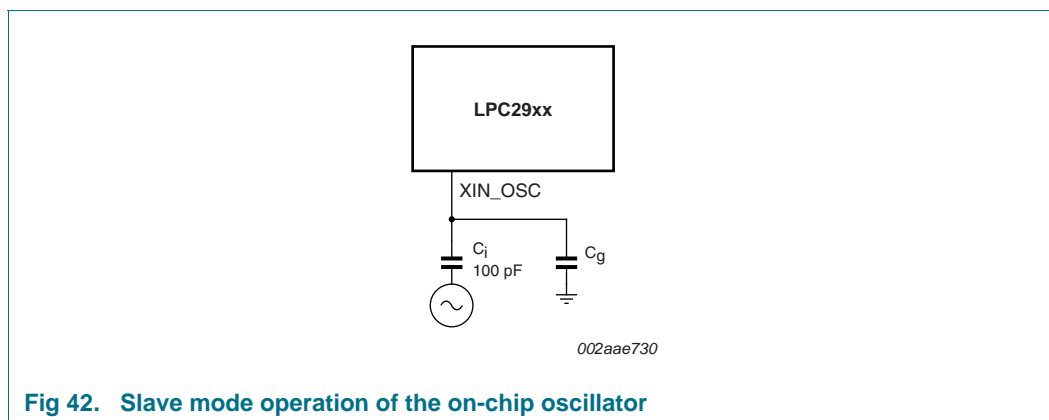 LPC29xx
XIN_OSC
Ci
100 pF
Cg
002aae730
Fig 42. Slave mode operation of the on-chip oscillator